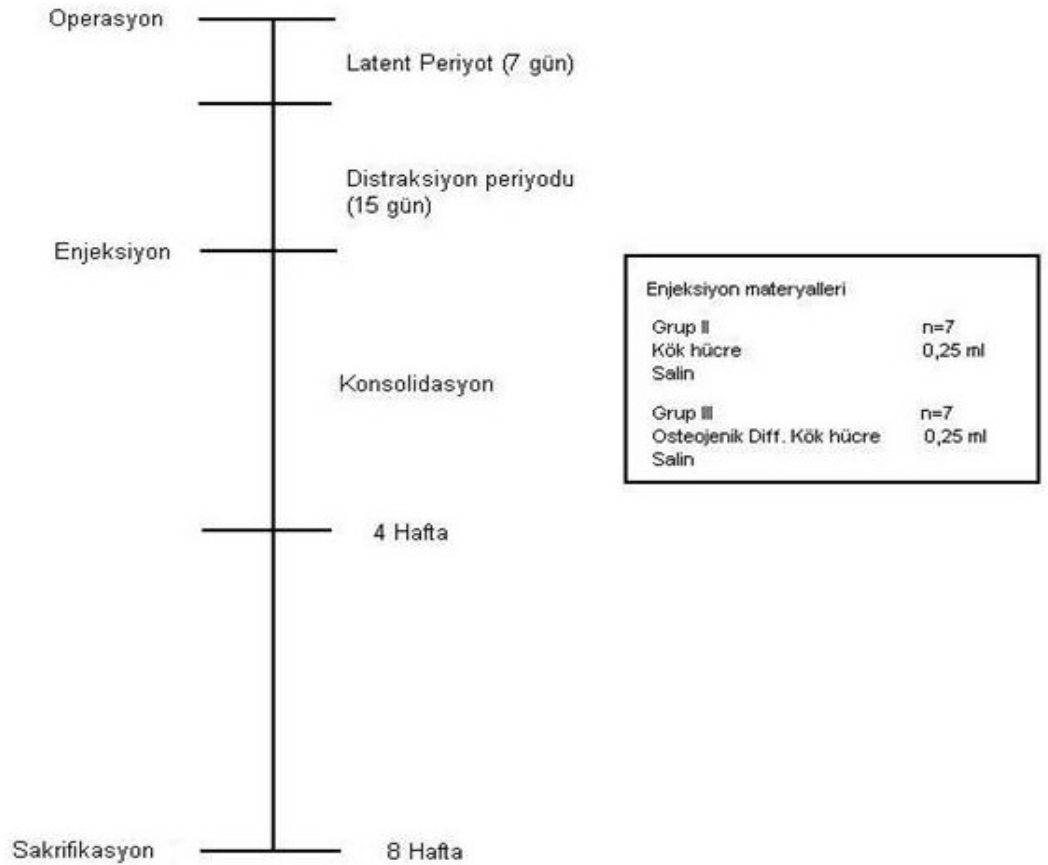 Operasyon
Latent Periyot (7 gün)
Distraksiyon periyodu
(15 gün)
Enjeksiyon
Enjeksiyon materyalleri
Grup II n=7
Kök hücre 0,25 ml
Salin
Grup III n=7
Osteojenik Diff. Kök hücre 0,25 ml
Salin
Konsolidasyon
4 Hafta
Sakrifikasyon
8 Hafta